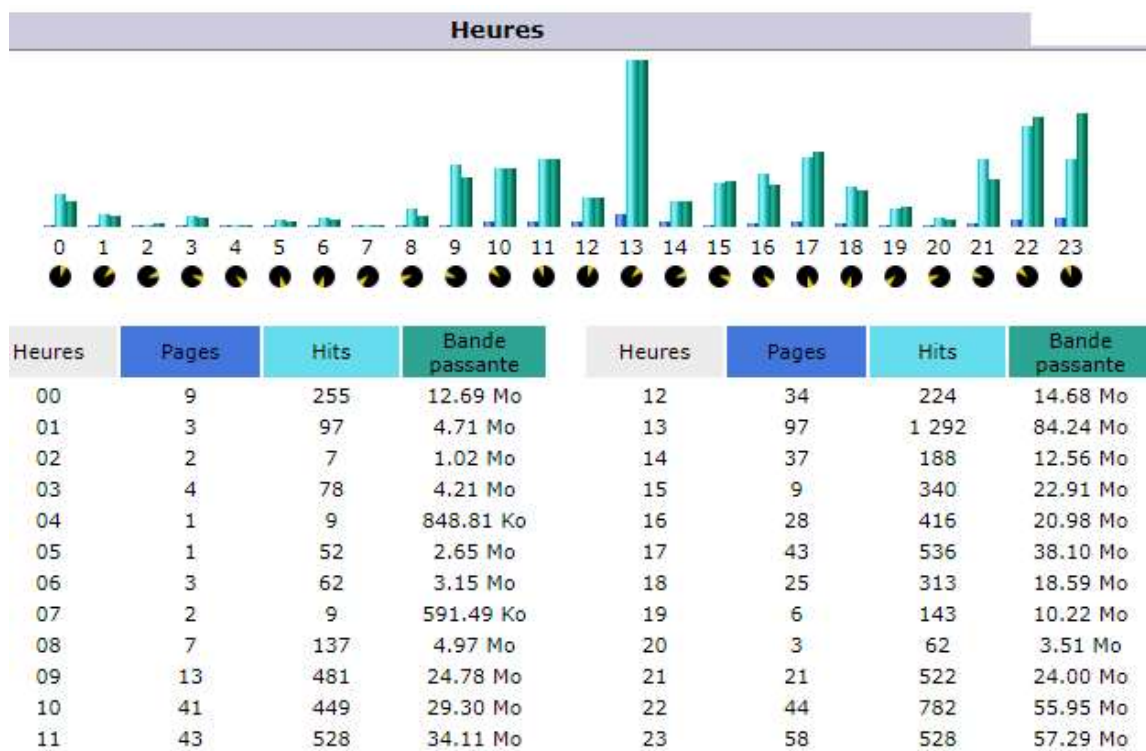 Heures
0 1 2 3 4 5 6 7 8 9 10 11 12 13 14 15 16 17 18 19 20 21 22 23
Heures Pages Hits Bande passante Heures Pages Hits Bande passante
00 9 255 12.69 Mo 12 34 224 14.68 Mo
01 3 97 4.71 Mo 13 97 1 292 84.24 Mo
02 2 7 1.02 Mo 14 37 188 12.56 Mo
03 4 78 4.21 Mo 15 9 340 22.91 Mo
04 1 9 848.81 Ko 16 28 416 20.98 Mo
05 1 52 2.65 Mo 17 43 536 38.10 Mo
06 3 62 3.15 Mo 18 25 313 18.59 Mo
07 2 9 591.49 Ko 19 6 143 10.22 Mo
08 7 137 4.97 Mo 20 3 62 3.51 Mo
09 13 481 24.78 Mo 21 21 522 24.00 Mo
10 41 449 29.30 Mo 22 44 782 55.95 Mo
11 43 528 34.11 Mo 23 58 528 57.29 Mo